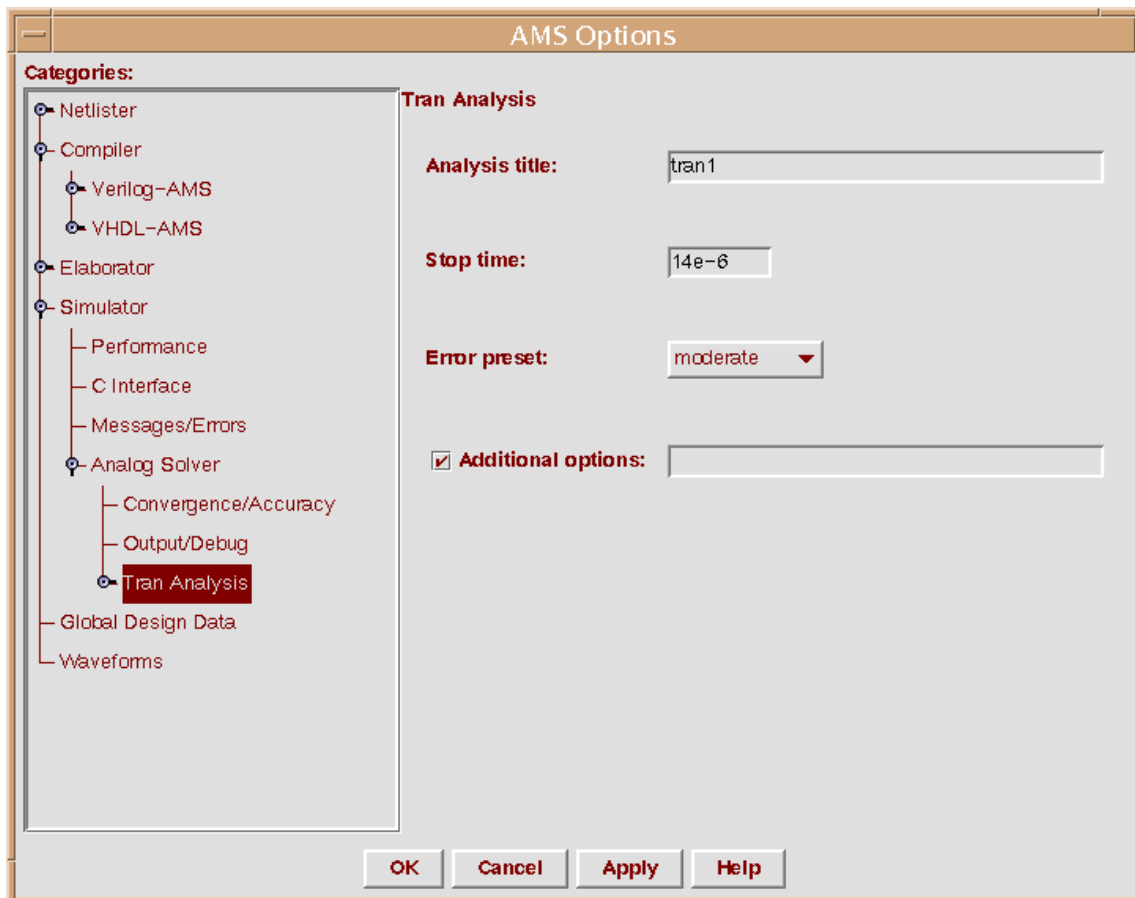 AMS Options
Categories:
Netlister
Compiler
Verilog-AMS
VHDL-AMS
Elaborator
Simulator
Performance
C Interface
Messages/Errors
Analog Solver
Convergence/Accuracy
Output/Debug
Tran Analysis
Global Design Data
Waveforms
Tran Analysis
Analysis title: tran1
Stop time: 14e-6
Error preset: moderate
Additional options:
OK Cancel Apply Help